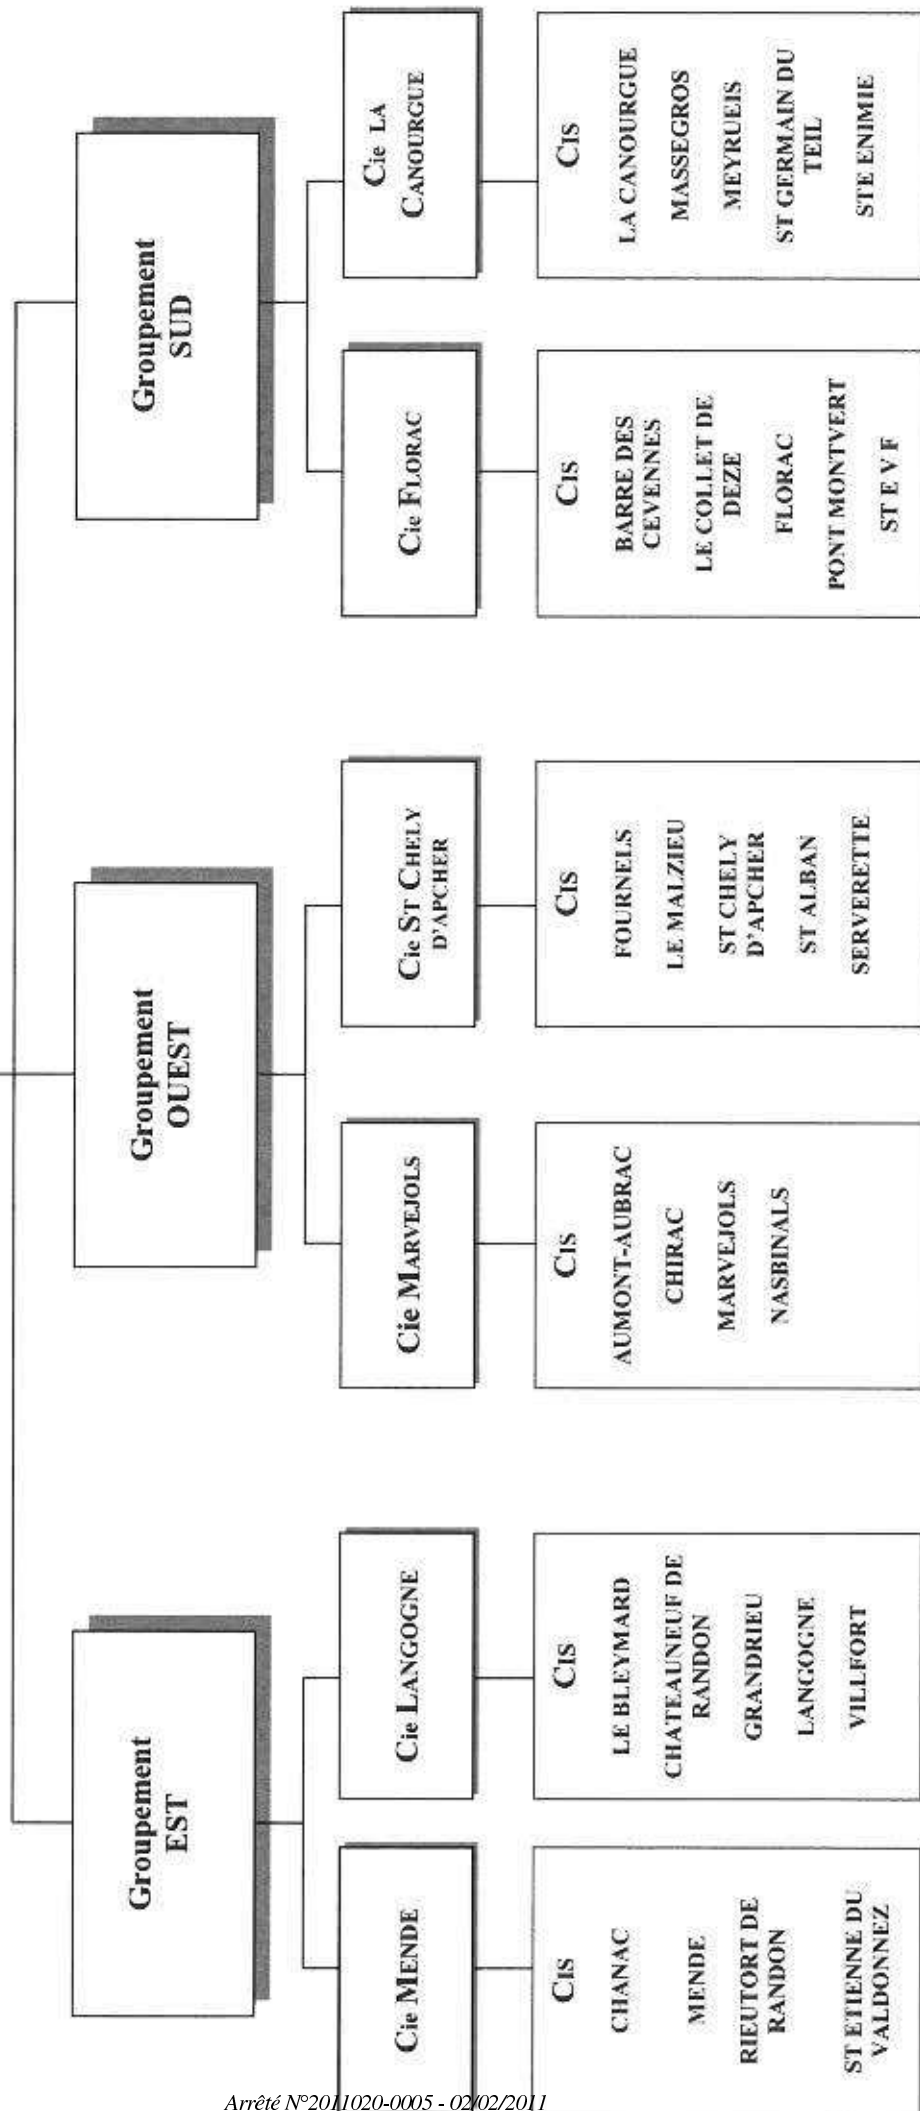 Groupement
EST
Groupement
OUEST
Groupement
SUD
Cie MENDE
Cie LANGOGNE
Cie MARVEJOLS
Cie ST CHELY
D'APCHER
Cie FLORAC
Cie LA
CANOURGUE
CIS
CHANAC
MENDE
RIEUTORT DE
RANDON
ST ETIENNE DU
VALDONNEZ
CIS
LE BLEYMARD
CHATEAUNEUF DE
RANDON
GRANDRIEU
LANGOGNE
VILLFORT
CIS
AUMONT-AUBRAC
CHIRAC
MARVEJOLS
NASBINALS
CIS
FOURNELS
LE MALZIEU
ST CHELY
D'APCHER
ST ALBAN
SERVERETTE
CIS
BARRE DES
CEVENNES
LE COLLET DE
DEZE
FLORAC
PONT MONTVERT
ST E V F
CIS
LA CANOURGUE
MASSEGROS
MEYRUEIS
ST GERMAIN DU
TEIL
STE ENIMIE
Arrêté N°2011020-0005 - 02/02/2011